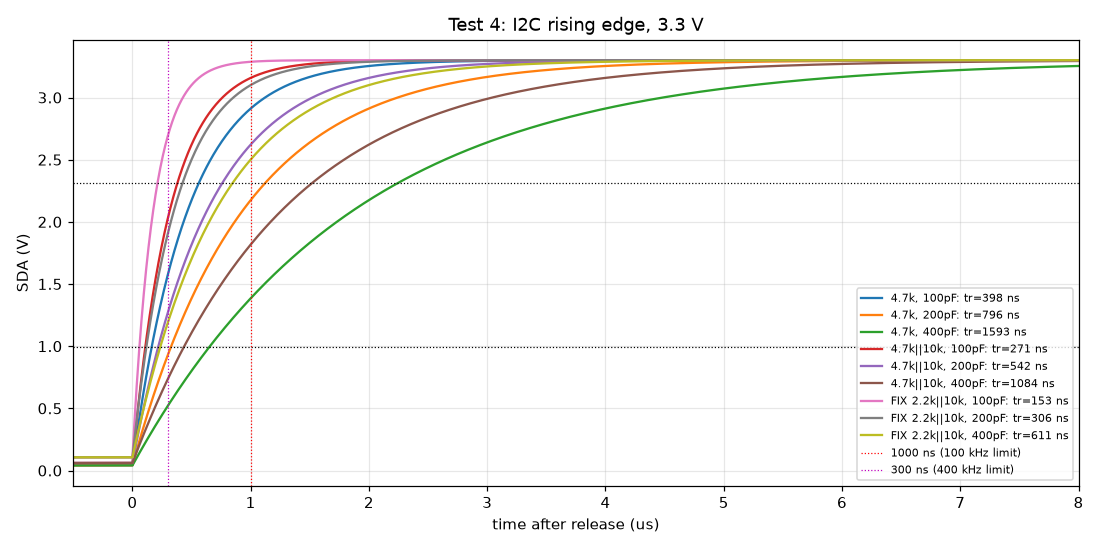 Test 4: I2C rising edge, 3.3 V
SDA (V)
3.0
2.5
2.0
1.5
1.0
0.5
0.0
4.7k, 100pF: tr=398 ns
4.7k, 200pF: tr=796 ns
4.7k, 400pF: tr=1593 ns
4.7k||10k, 100pF: tr=271 ns
4.7k||10k, 200pF: tr=542 ns
4.7k||10k, 400pF: tr=1084 ns
FIX 2.2k||10k, 100pF: tr=153 ns
FIX 2.2k||10k, 200pF: tr=306 ns
FIX 2.2k||10k, 400pF: tr=611 ns
1000 ns (100 kHz limit)
300 ns (400 kHz limit)
0 1 2 3 4 5 6 7 8
time after release (us)